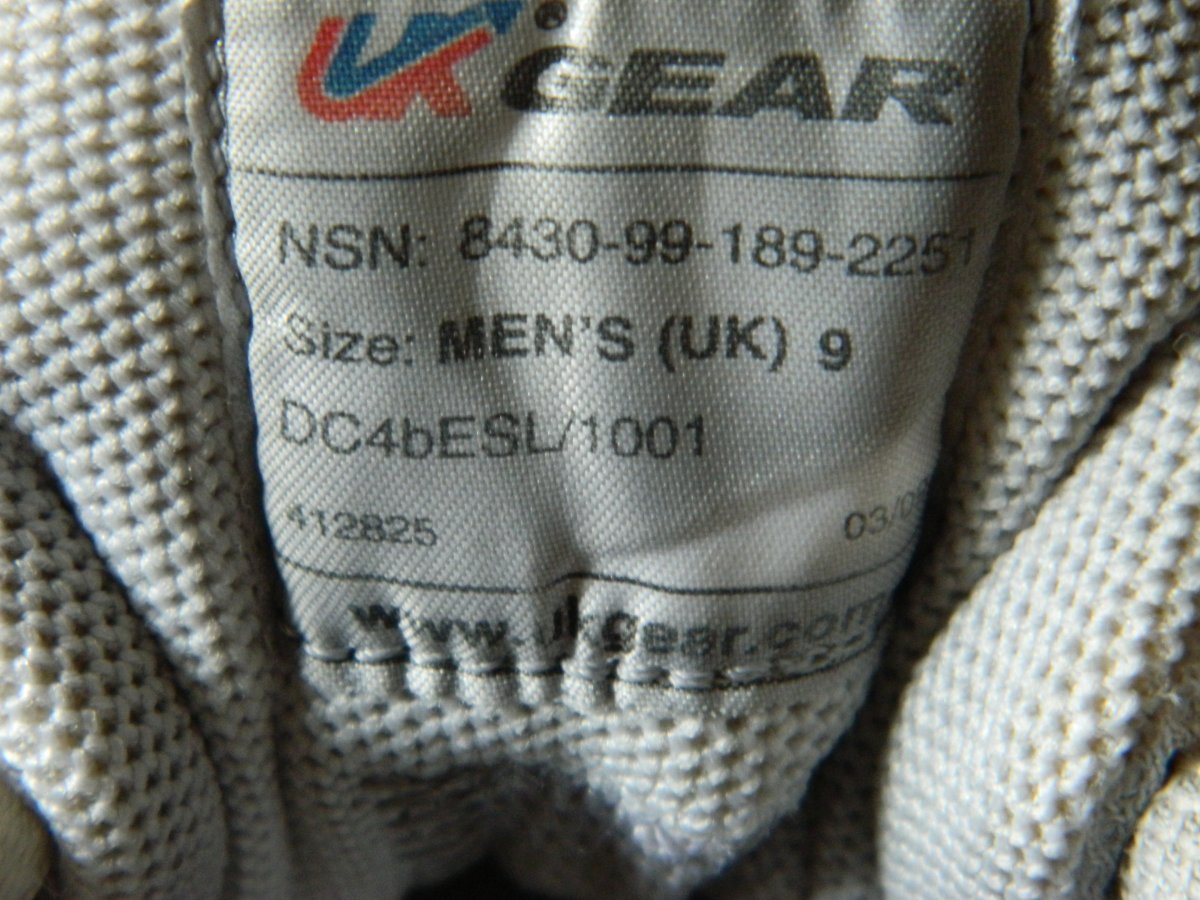 UK ®
GEAR
NSN: 8430-99-189-2251
Size: MEN'S (UK) 9
DC4bESL/1001
412825
www.ukgear.com